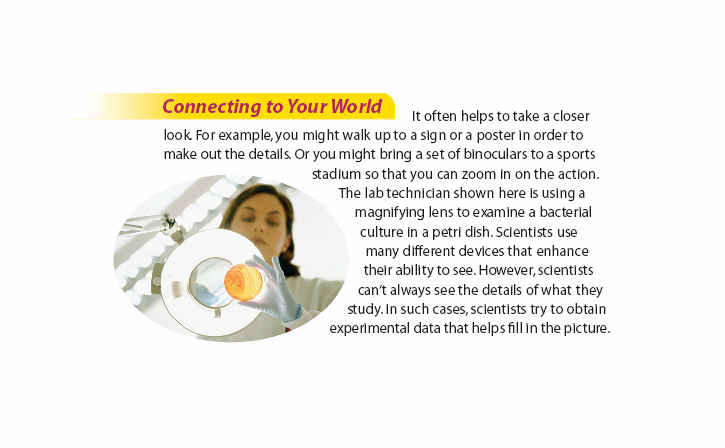 Connecting to Your World It often helps to take a closer
look. For example, you might walk up to a sign or a poster in order to
make out the details. Or you might bring a set of binoculars to a sports
stadium so that you can zoom in on the action.
The lab technician shown here is using a
magnifying lens to examine a bacterial
culture in a petri dish. Scientists use
many different devices that enhance
their ability to see. However, scientists
can't always see the details of what they
study. In such cases, scientists try to obtain
experimental data that helps fill in the picture.